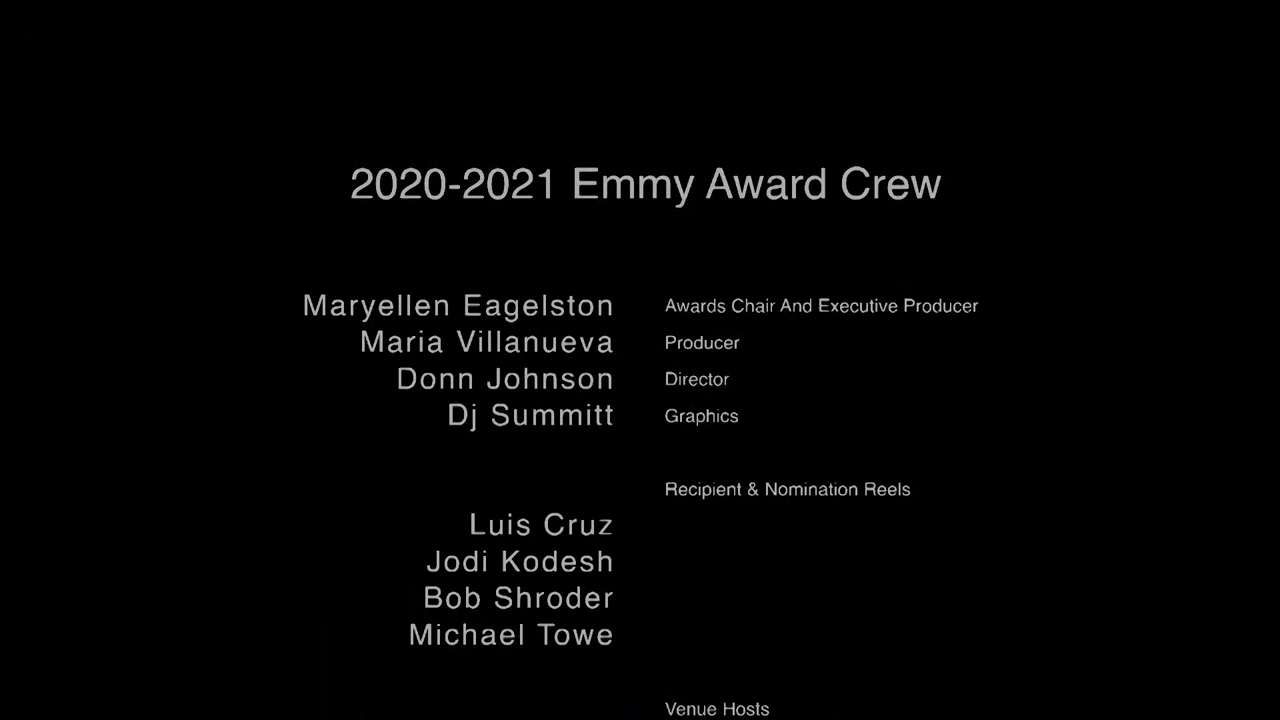 2020-2021 Emmy Award Crew
Maryellen Eagelston Awards Chair And Executive Producer
Maria Villanueva Producer
Donn Johnson Director
Dj Summitt Graphics
Recipient & Nomination Reels
Luis Cruz
Jodi Kodesh
Bob Shroder
Michael Towe
Venue Hosts